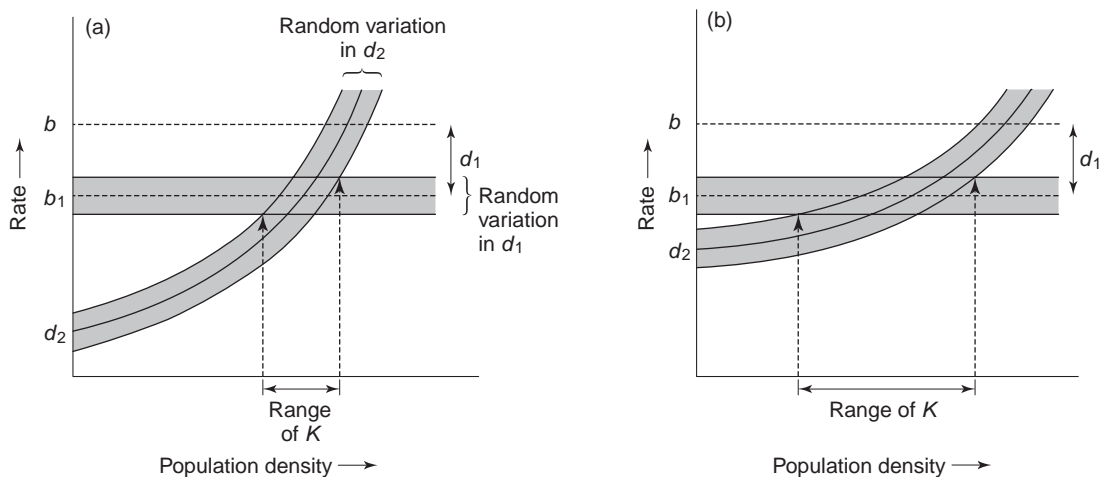 (a)
Random variation
in d2
b
d1
b1
Random
variation
in d1
d2
Rate
Range
of K
Population density
(b)
b
d1
b1
d2
Rate
Range of K
Population density